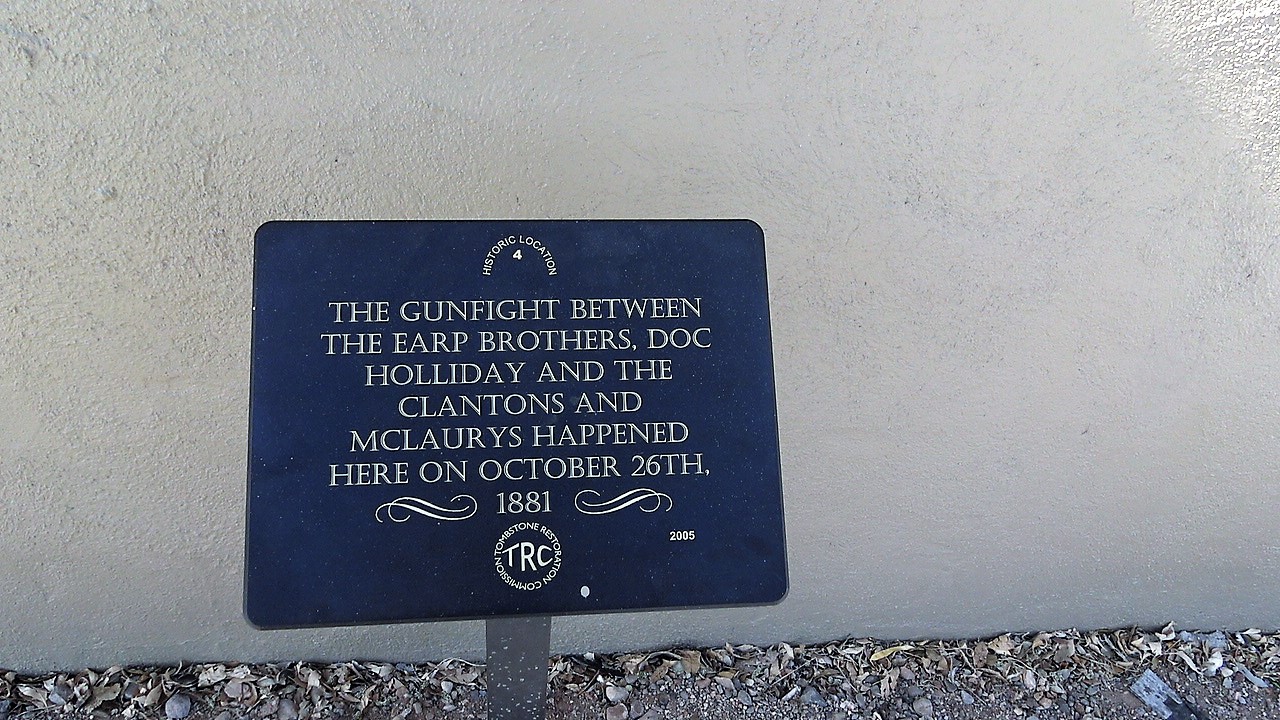 HISTORIC LOCATION
4
THE GUNFIGHT BETWEEN
THE EARP BROTHERS, DOC
HOLLIDAY AND THE
CLANTONS AND
MCLAURYS HAPPENED
HERE ON OCTOBER 26TH,
1881
2005
TOMBSTONE RESTORATION COMMISSION
TRC